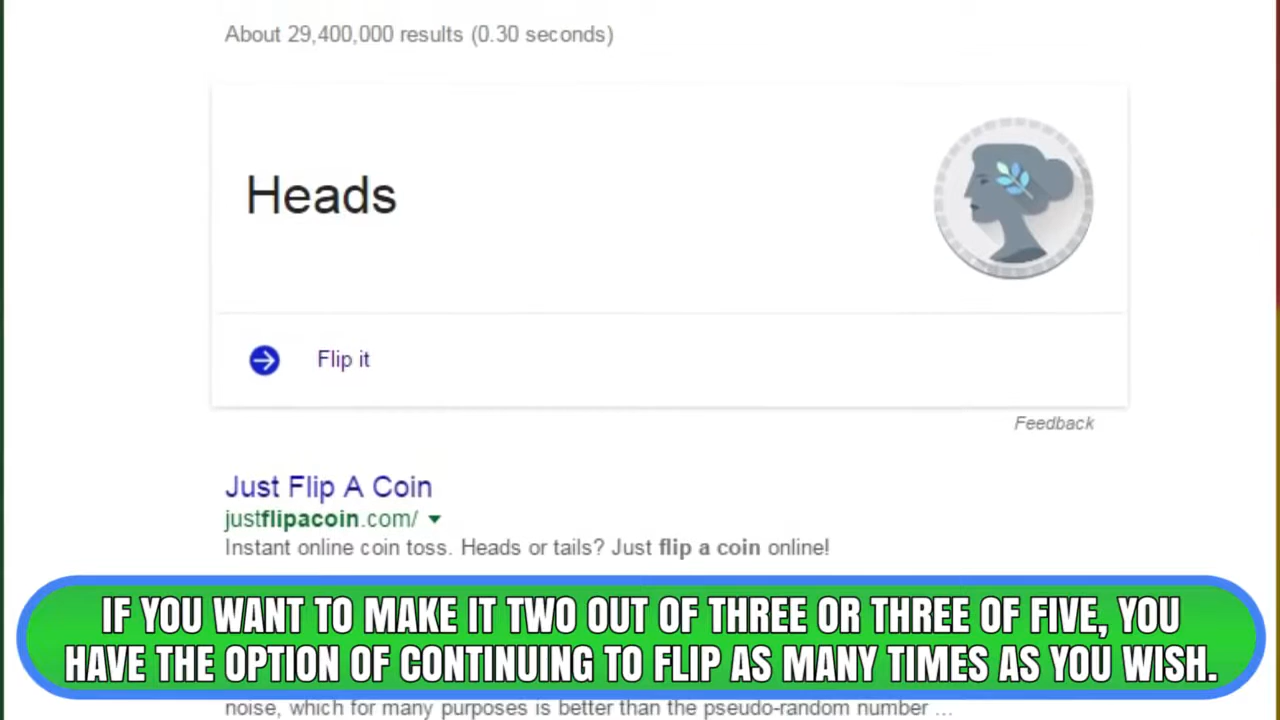 About 29,400,000 results (0.30 seconds)
Heads
Flip it
Feedback
Just Flip A Coin
justflipacoin.com/
Instant online coin toss. Heads or tails? Just flip a coin online!
IF YOU WANT TO MAKE IT TWO OUT OF THREE OR THREE OF FIVE, YOU
HAVE THE OPTION OF CONTINUING TO FLIP AS MANY TIMES AS YOU WISH.
noise, which for many purposes is better than the pseudo-random number ...